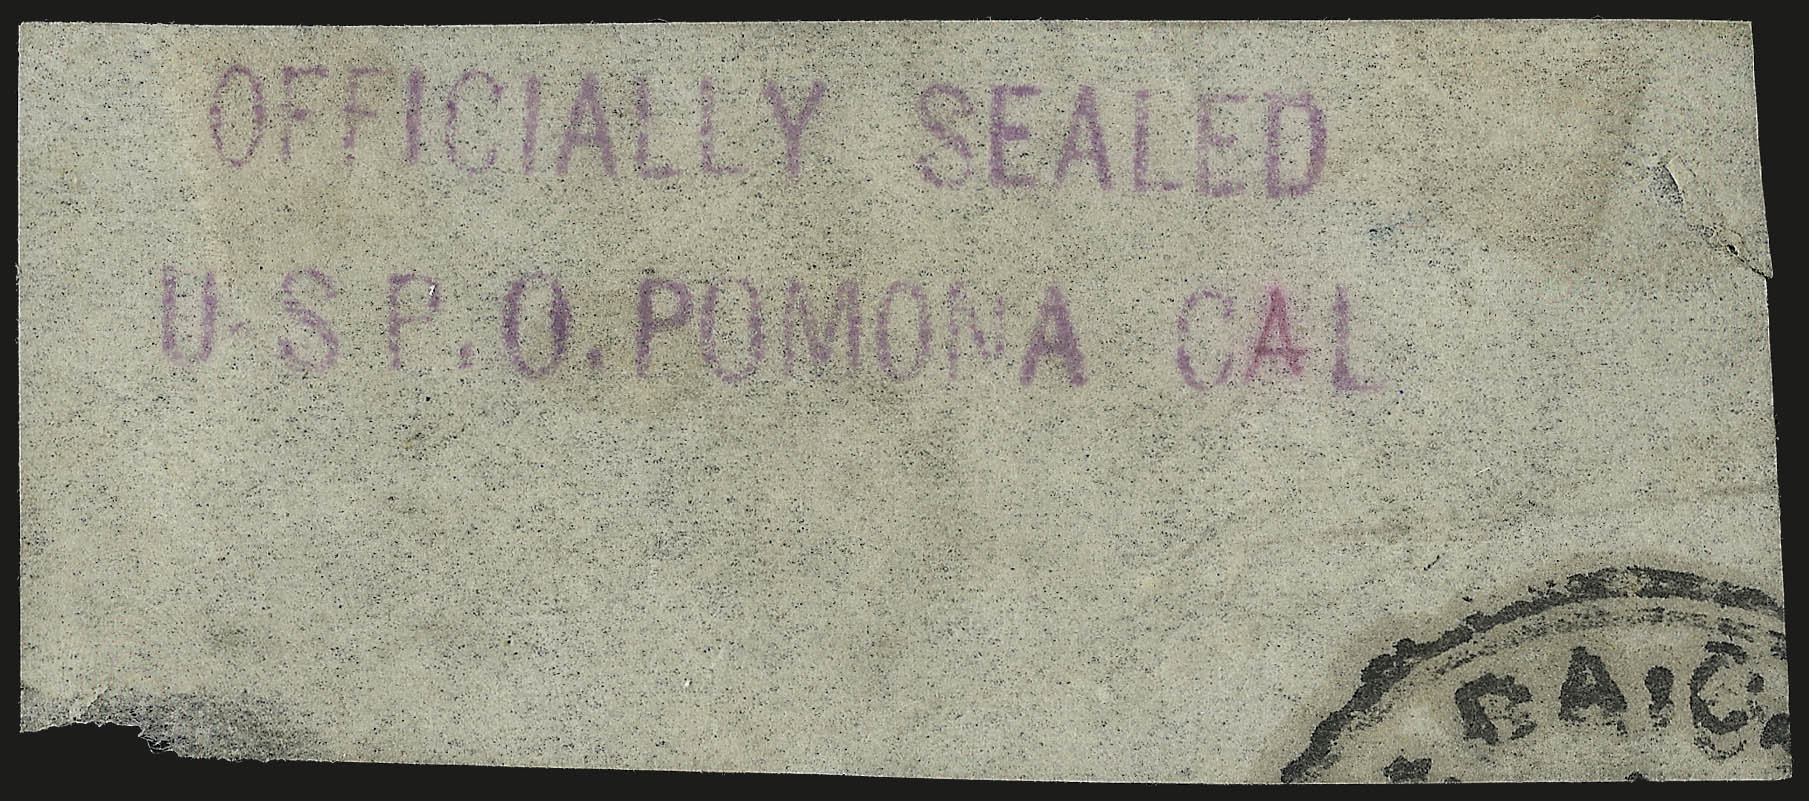 OFFICIALLY SEALED
U.S P.O. POMONA CAL